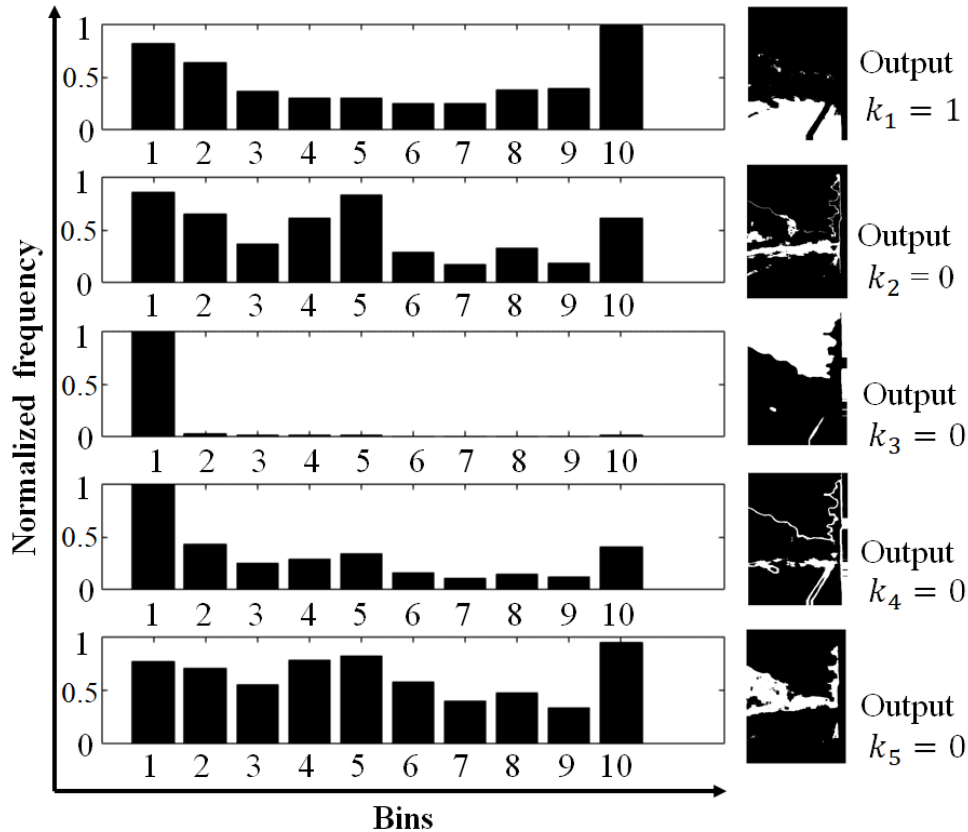 Normalized frequency
1
0.5
0
1 2 3 4 5 6 7 8 9 10
Output
k₁ = 1
1
0.5
0
1 2 3 4 5 6 7 8 9 10
Output
k₂ = 0
1
0.5
0
1 2 3 4 5 6 7 8 9 10
Output
k₃ = 0
1
0.5
0
1 2 3 4 5 6 7 8 9 10
Output
k₄ = 0
1
0.5
0
1 2 3 4 5 6 7 8 9 10
Output
k₅ = 0
Bins